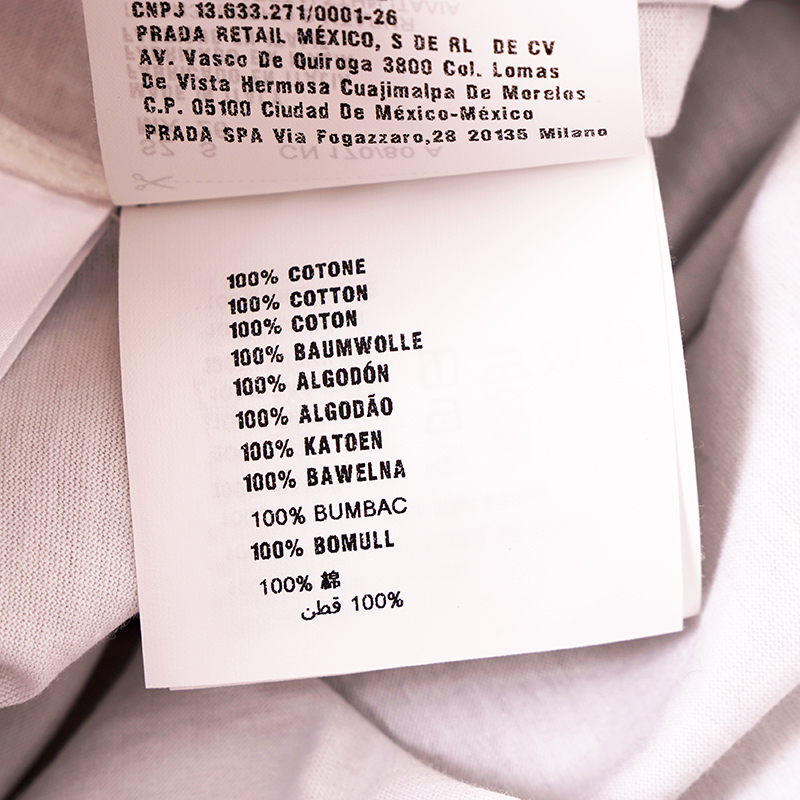 CNPJ 13.633.271/0001-26
PRADA RETAIL MÉXICO, S DE RL DE CV
AV. Vasco De Quiroga 3800 Col. Lomas
De Vista Hermosa Cuajimalpa De Morelos
C.P. 05100 Ciudad De México-México
PRADA SPA Via Fogazzaro,28 20135 Milano
100% COTONE
100% COTTON
100% COTON
100% BAUMWOLLE
100% ALGODÓN
100% ALGODÃO
100% KATOEN
100% BAWELNA
100% BUMBAC
100% BOMULL
100% 綿
100% قطن